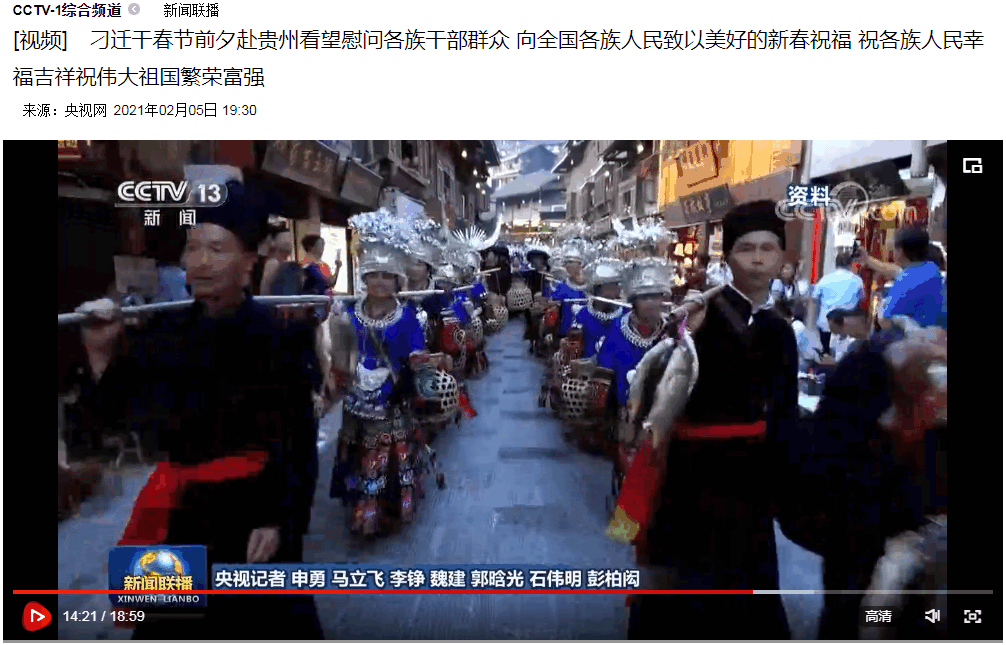 CCTV-1综合频道 新闻联播
[视频] 刁迁干春节前夕赴贵州看望慰问各族干部群众 向全国各族人民致以美好的新春祝福 祝各族人民幸
福吉祥祝伟大祖国繁荣富强
来源：央视网 2021年02月05日 19:30
CCTV 13
新闻
资料
CCTV.com
新闻联播
XINWEN LIANBO
央视记者 申勇 马立飞 李铮 魏建 郭晗光 石伟明 彭柏闳
14:21 / 18:59
高清